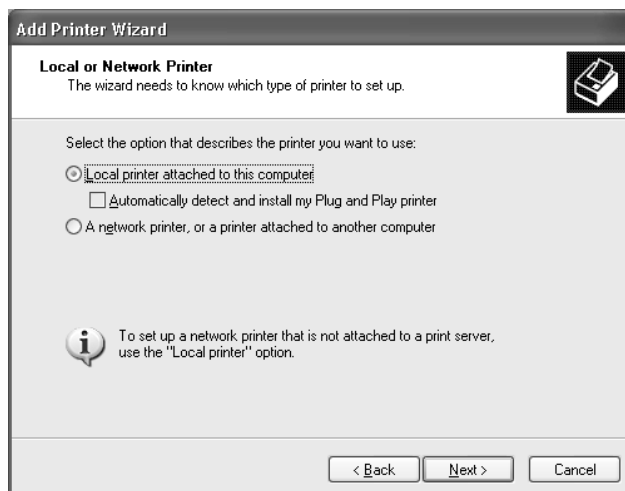 Add Printer Wizard
Local or Network Printer
The wizard needs to know which type of printer to set up.
Select the option that describes the printer you want to use:
Local printer attached to this computer
Automatically detect and install my Plug and Play printer
A network printer, or a printer attached to another computer
To set up a network printer that is not attached to a print server,
use the "Local printer" option.
< Back Next > Cancel